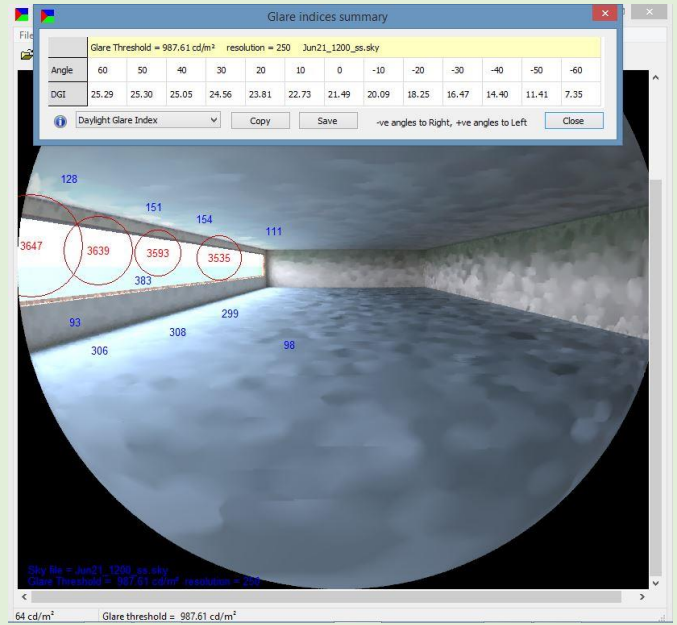 Glare indices summary
File
Glare Threshold = 987.61 cd/m² resolution = 250 Jun21_1200_ss.sky
Angle 60 50 40 30 20 10 0 -10 -20 -30 -40 -50 -60
DGI 25.29 25.30 25.05 24.56 23.81 22.73 21.49 20.09 18.25 16.47 14.40 11.41 7.35
Daylight Glare Index Copy Save -ve angles to Right, +ve angles to Left Close
128
151
154
111
3647 3639 3593 3535
383
93
299
308
306
98
Sky file = Jun21_1200_ss.sky
Glare Threshold = 987.61 cd/m² resolution = 250
64 cd/m² Glare threshold = 987.61 cd/m²